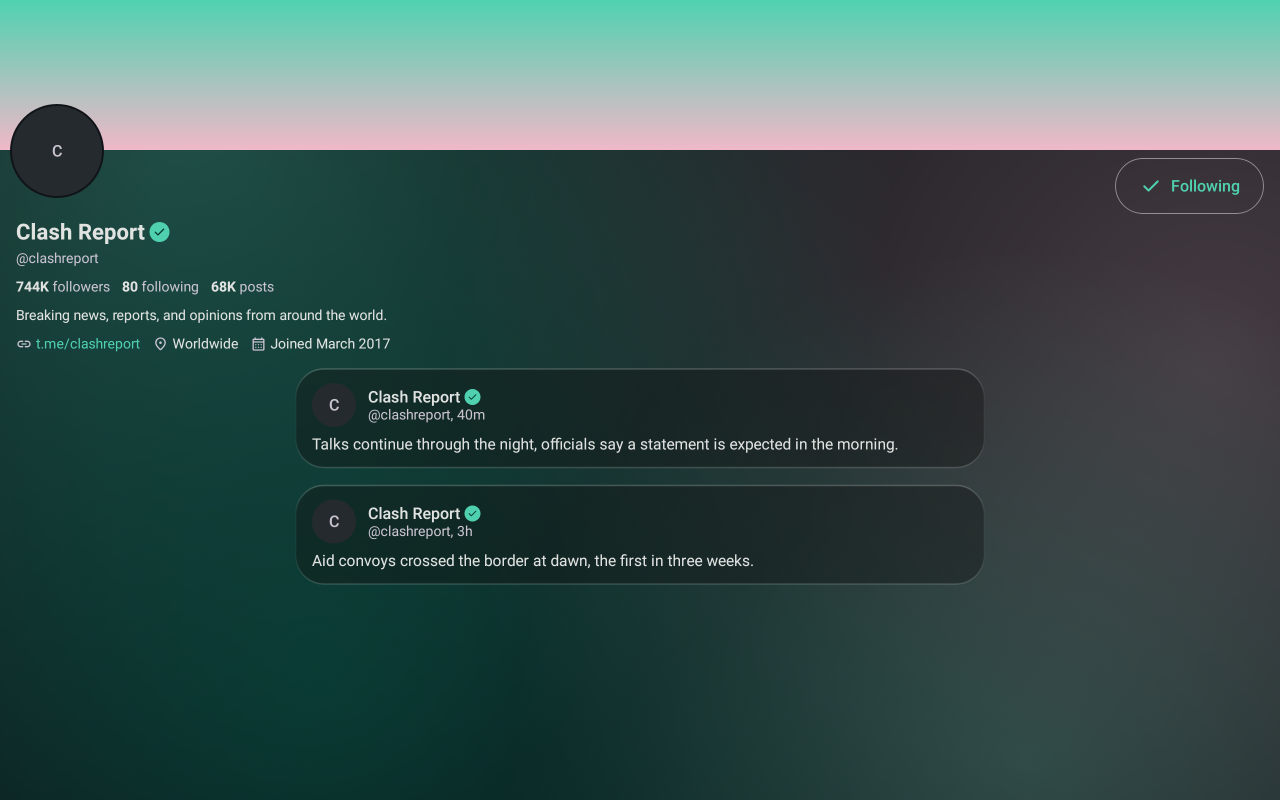 C
Following
Clash Report
@clashreport
744K followers 80 following 68K posts
Breaking news, reports, and opinions from around the world.
t.me/clashreport Worldwide Joined March 2017
C
Clash Report
@clashreport, 40m
Talks continue through the night, officials say a statement is expected in the morning.
C
Clash Report
@clashreport, 3h
Aid convoys crossed the border at dawn, the first in three weeks.